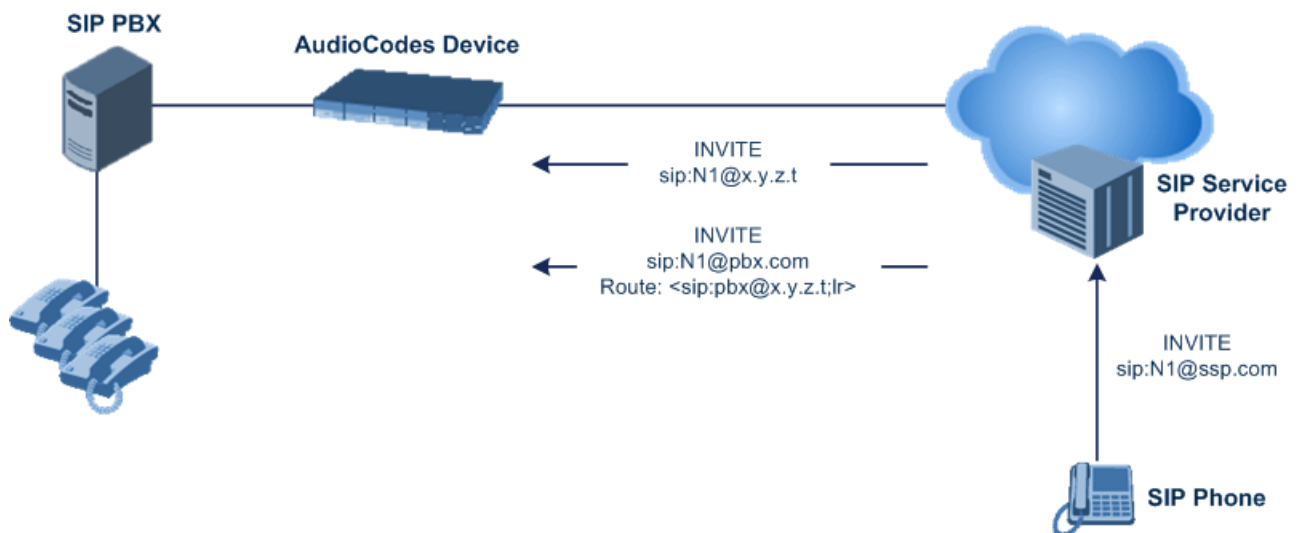 SIP PBX
AudioCodes Device
INVITE
sip:N1@x.y.z.t
SIP Service
Provider
INVITE
sip:N1@pbx.com
Route: <sip:pbx@x.y.z.t;lr>
INVITE
sip:N1@ssp.com
SIP Phone